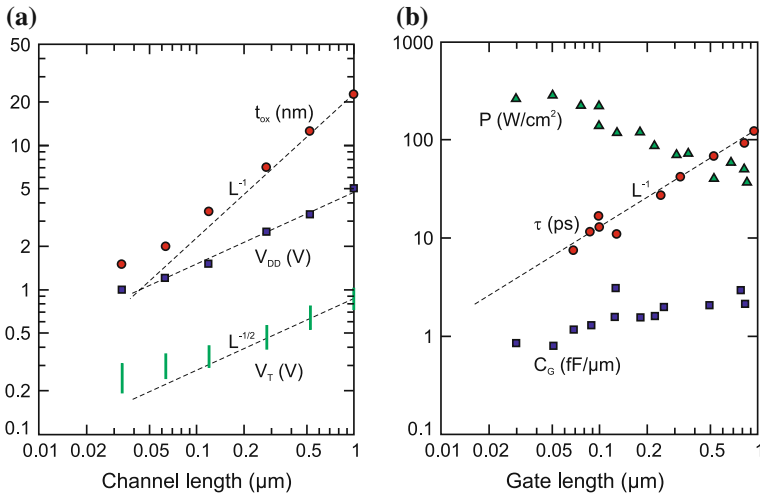 (a)
50
20
10
5
2
1
0.5
0.2
0.1
t_ox (nm)
L⁻¹
V_DD (V)
L⁻¹/²
V_T (V)
0.01 0.02 0.05 0.1 0.2 0.5 1
Channel length (μm)
(b)
1000
100
10
1
0.1
P (W/cm²)
L⁻¹
τ (ps)
C_G (fF/μm)
0.01 0.02 0.05 0.1 0.2 0.5 1
Gate length (μm)